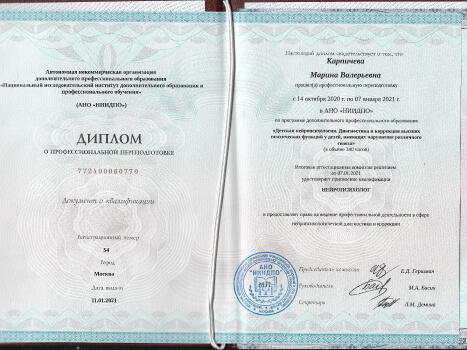 Автономная некоммерческая организация
дополнительного профессионального образования
«Национальный исследовательский институт дополнительного образования и
профессионального обучения»
(АНО «НИИДПО»)
ДИПЛОМ
О ПРОФЕССИОНАЛЬНОЙ ПЕРЕПОДГОТОВКЕ
772400060770
Документ о квалификации
Регистрационный номер
54
Город
Москва
Дата выдачи
11.01.2021
Настоящий диплом свидетельствует о том, что
Карпичева
Марина Валерьевна
прошел(а) профессиональную переподготовку
с 14 октября 2020 г. по 07 января 2021 г.
в АНО «НИИДПО»
по программе дополнительного профессионального образования
«Детская нейропсихология. Диагностика и коррекция высших
психических функций у детей, имеющих нарушения различного
генеза»
(в объеме 340 часов)
Итоговая аттестационная комиссия решением
от 07.01.2021
удостоверяет присвоение квалификации
НЕЙРОПСИХОЛОГ
и предоставляет право на ведение профессиональной деятельности в сфере
нейропсихологической диагностики и коррекции
АНО
"НИИДПО"
М.П.
Председатель комиссии
Е.Д.
Руководитель
М.А.
Секретарь
Л.М. Демина